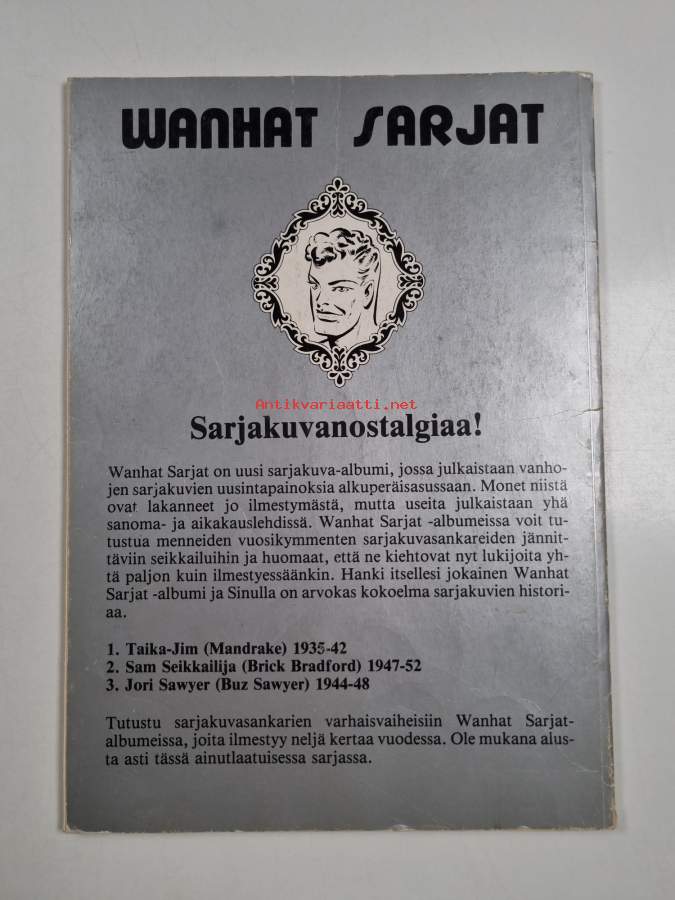 WANHAT SARJAT
Antikvariaatti.net
Sarjakuvanostalgiaa!
Wanhat Sarjat on uusi sarjakuva-albumi, jossa julkaistaan vanho-
jen sarjakuvien uusintapainoksia alkuperäisasussaan. Monet niistä
ovat lakanneet jo ilmestymästä, mutta useita julkaistaan yhä
sanoma- ja aikakauslehdissä. Wanhat Sarjat -albumeissa voit tu-
tustua menneiden vuosikymmenten sarjakuvasankareiden jännit-
täviin seikkailuihin ja huomaat, että ne kiehtovat nyt lukijoita yh-
tä paljon kuin ilmestyessäänkin. Hanki itsellesi jokainen Wanhat
Sarjat -albumi ja Sinulla on arvokas kokoelma sarjakuvien histori-
aa.
1. Taika-Jim (Mandrake) 1935-42
2. Sam Seikkailija (Brick Bradford) 1947-52
3. Jori Sawyer (Buz Sawyer) 1944-48
Tutustu sarjakuvasankarien varhaisvaiheisiin Wanhat Sarjat-
albumeissa, joita ilmestyy neljä kertaa vuodessa. Ole mukana alus-
ta asti tässä ainutlaatuisessa sarjassa.